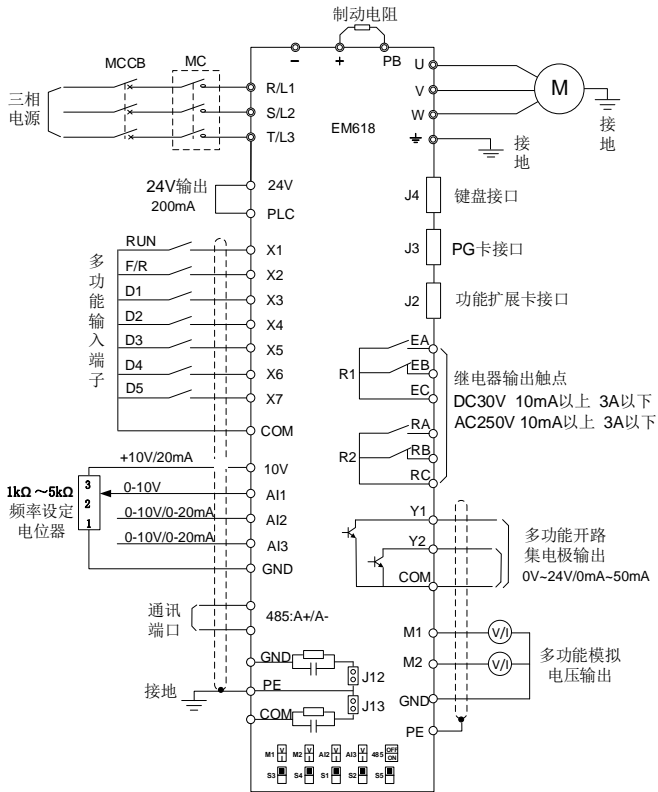 制动电阻
MCCB
MC
－
＋
PB
三相
电源
R/L1
S/L2
T/L3
EM618
U
V
W
M
接地
接地
24V输出
200mA
24V
PLC
J4
键盘接口
J3
PG卡接口
J2
功能扩展卡接口
多功能输入端子
RUN
X1
F/R
X2
D1
X3
D2
X4
D3
X5
D4
X6
D5
X7
COM
R1
EA
EB
EC
R2
RA
RB
RC
继电器输出触点
DC30V 10mA以上 3A以下
AC250V 10mA以上 3A以下
+10V/20mA
10V
1kΩ～5kΩ
频率设定
电位器
3
2
1
0-10V
AI1
0-10V/0-20mA
AI2
0-10V/0-20mA
AI3
GND
Y1
Y2
COM
多功能开路
集电极输出
0V~24V/0mA~50mA
通讯
端口
485:A+/A-
M1
V/I
M2
V/I
GND
PE
多功能模拟
电压输出
GND
J12
接地
PE
J13
COM
M1 V I
M2 V I
AI2 V I
AI3 V I
485 OFF ON
S3
S4
S1
S2
S5